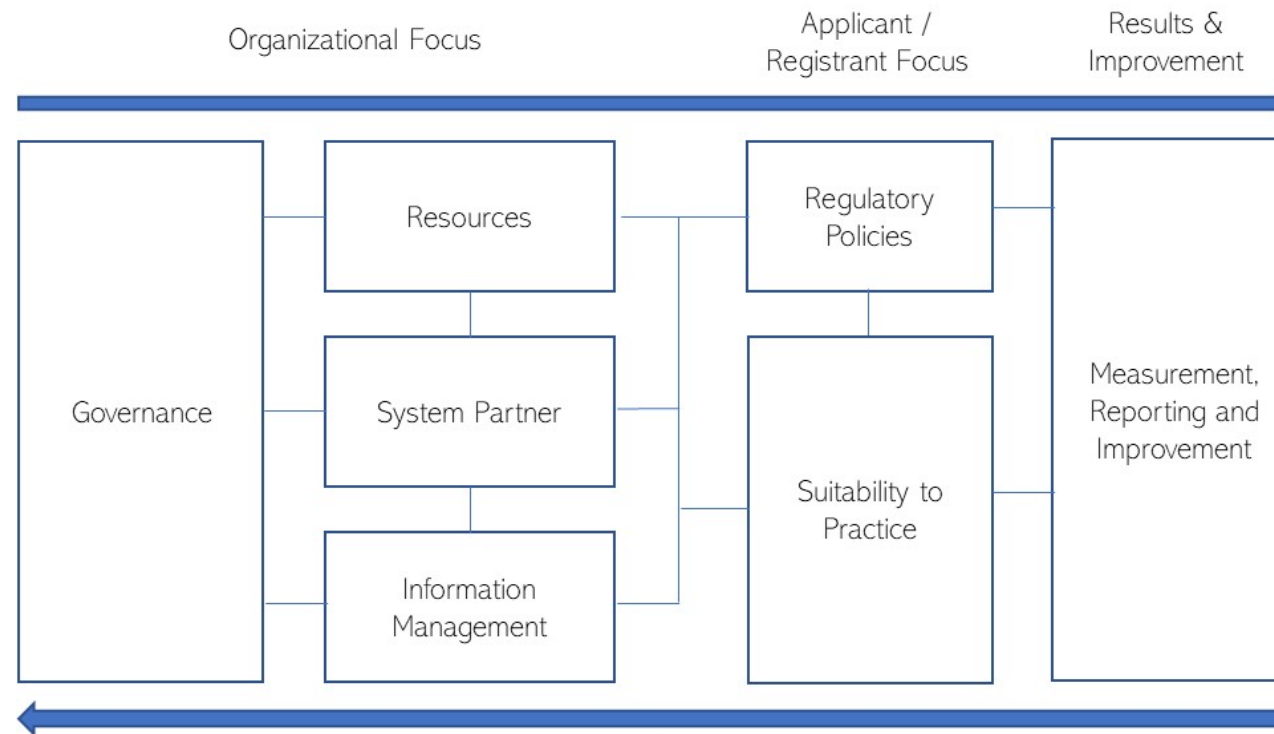 Organizational Focus
Applicant /
Registrant Focus
Results &
Improvement
Governance
Resources
System Partner
Information
Management
Regulatory
Policies
Suitability to
Practice
Measurement,
Reporting and
Improvement